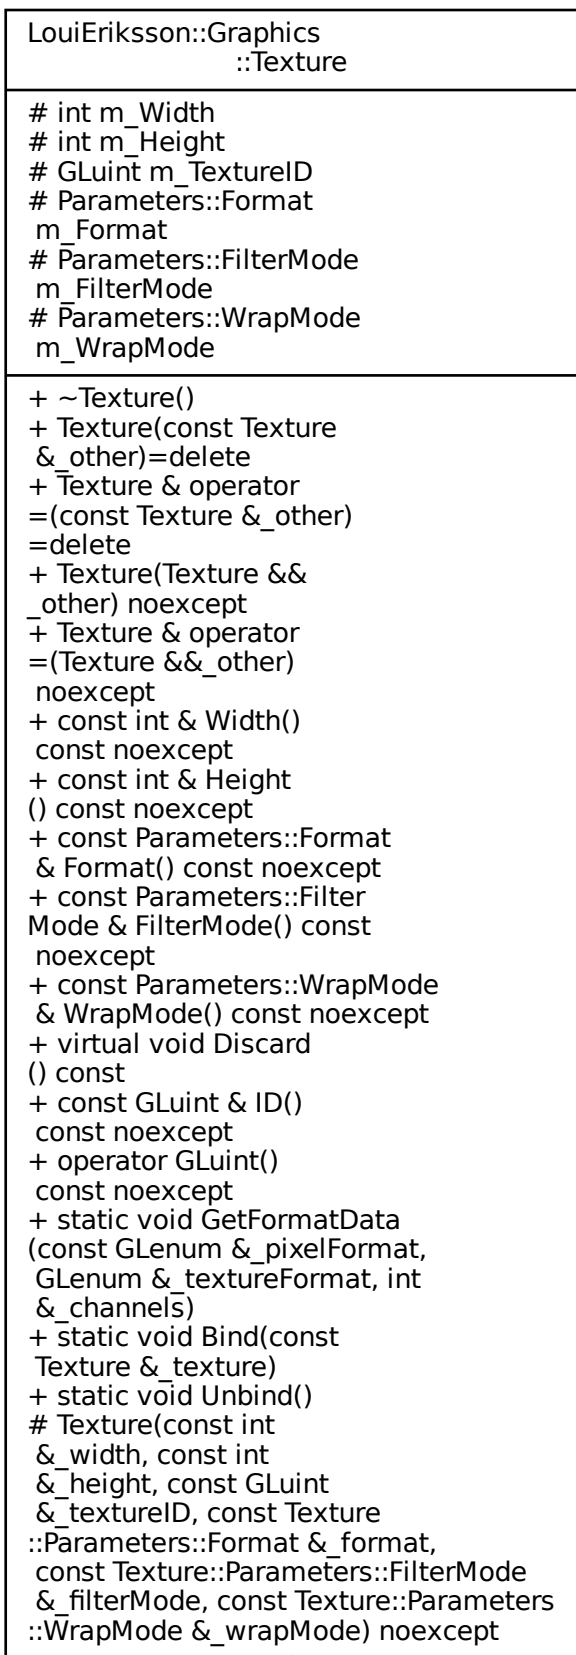 LouiEriksson::Graphics
::Texture
# int m_Width
# int m_Height
# GLuint m_TextureID
# Parameters::Format
m_Format
# Parameters::FilterMode
m_FilterMode
# Parameters::WrapMode
m_WrapMode
+ ~Texture()
+ Texture(const Texture
&_other)=delete
+ Texture & operator
=(const Texture &_other)
=delete
+ Texture(Texture &&
_other) noexcept
+ Texture & operator
=(Texture &&_other)
noexcept
+ const int & Width()
const noexcept
+ const int & Height
() const noexcept
+ const Parameters::Format
& Format() const noexcept
+ const Parameters::Filter
Mode & FilterMode() const
noexcept
+ const Parameters::WrapMode
& WrapMode() const noexcept
+ virtual void Discard
() const
+ const GLuint & ID()
const noexcept
+ operator GLuint()
const noexcept
+ static void GetFormatData
(const GLenum &_pixelFormat,
GLenum &_textureFormat, int
&_channels)
+ static void Bind(const
Texture &_texture)
+ static void Unbind()
# Texture(const int
&_width, const int
&_height, const GLuint
&_textureID, const Texture
::Parameters::Format &_format,
const Texture::Parameters::FilterMode
&_filterMode, const Texture::Parameters
::WrapMode &_wrapMode) noexcept